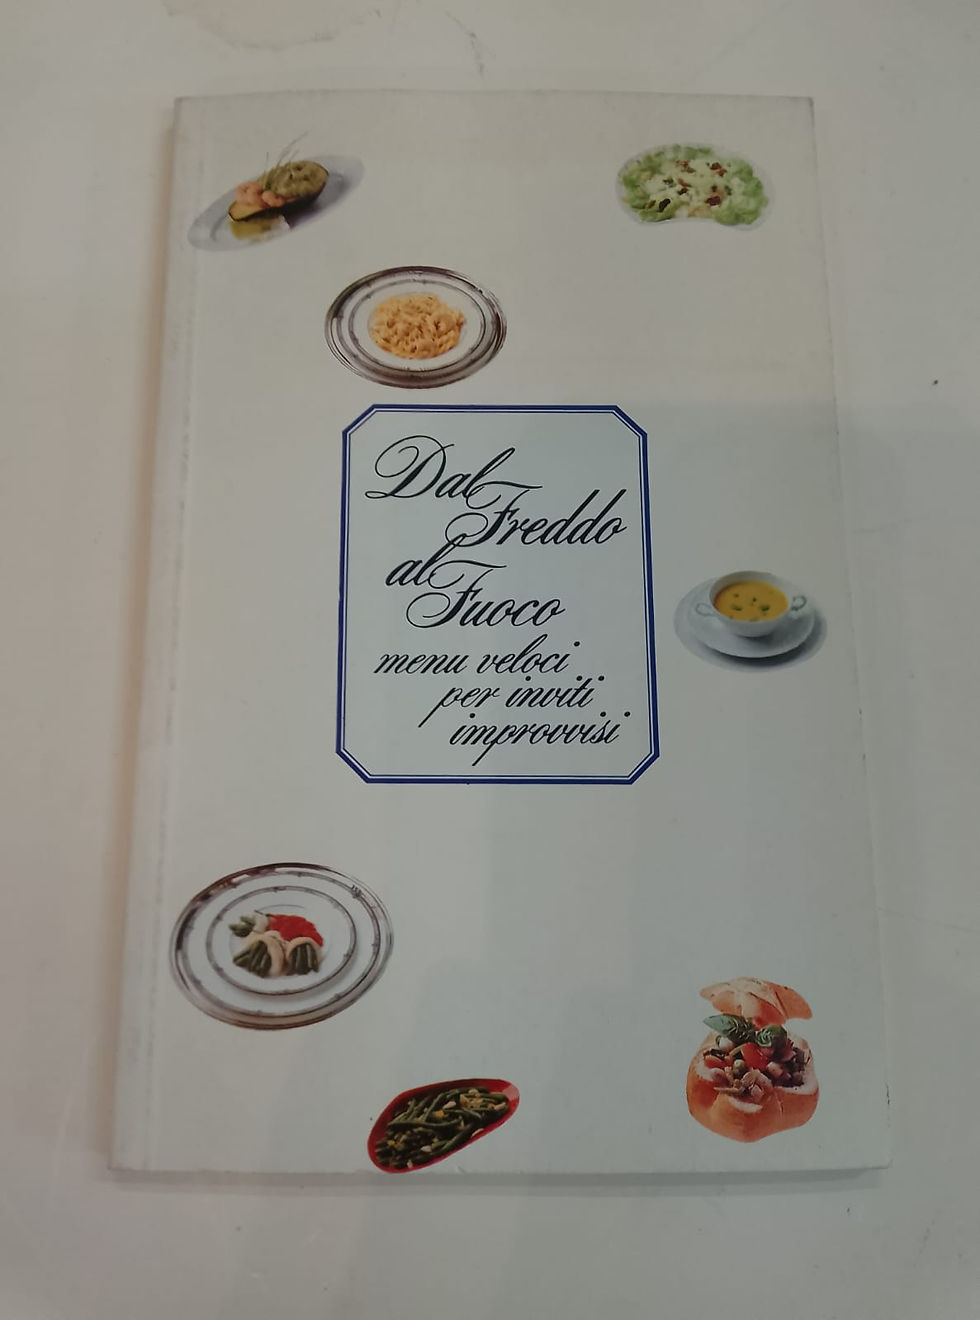 Dal
Freddo
al
Fuoco
menu veloci
per inviti
improvvisi